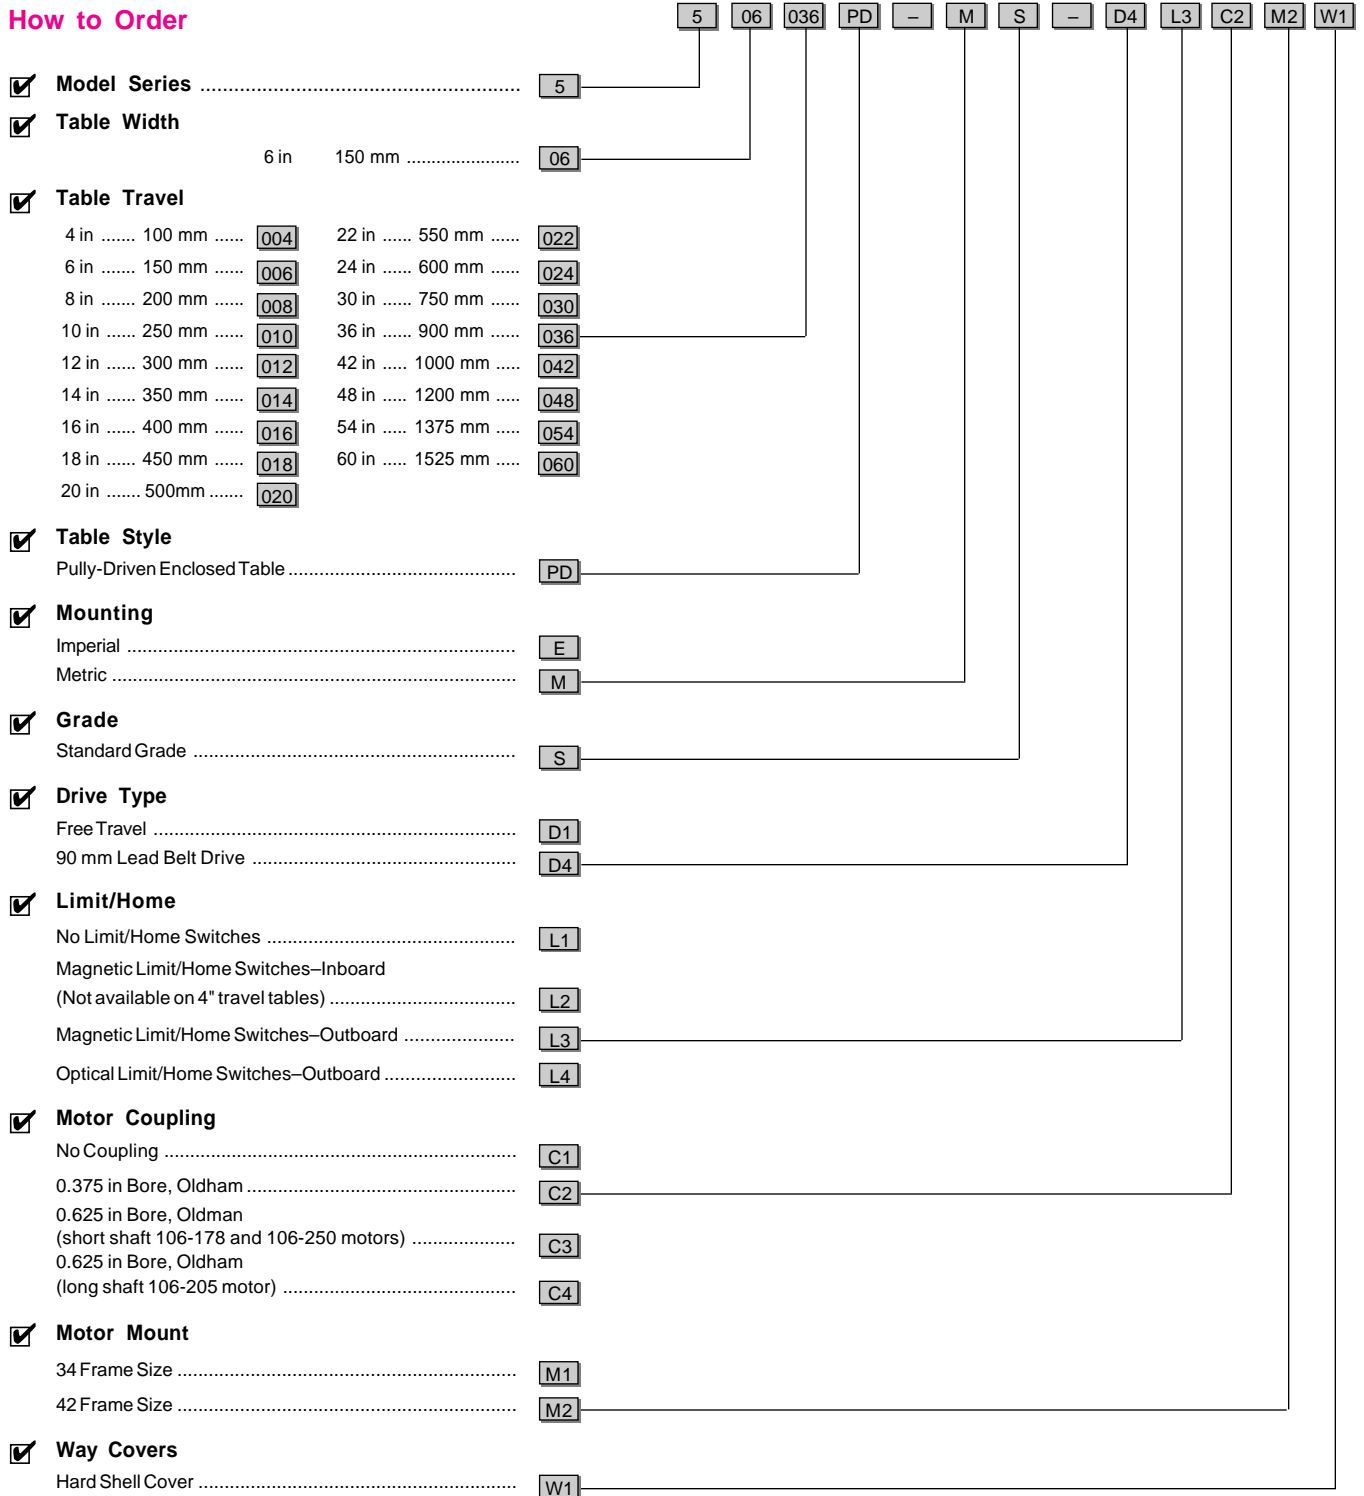 How to Order 5 06 036 PD – M S – D4 L3 C2 M2 W1
Model Series ......................................................... 5
Table Width
6 in 150 mm ....................... 06
Table Travel
4 in ....... 100 mm ...... 004 22 in ...... 550 mm ...... 022
6 in ....... 150 mm ...... 006 24 in ...... 600 mm ...... 024
8 in ....... 200 mm ...... 008 30 in ...... 750 mm ...... 030
10 in ...... 250 mm ...... 010 36 in ...... 900 mm ...... 036
12 in ...... 300 mm ...... 012 42 in ..... 1000 mm ..... 042
14 in ...... 350 mm ...... 014 48 in ..... 1200 mm ..... 048
16 in ...... 400 mm ...... 016 54 in ..... 1375 mm ..... 054
18 in ...... 450 mm ...... 018 60 in ..... 1525 mm ..... 060
20 in ....... 500mm ....... 020
Table Style
Pully-Driven Enclosed Table ............................................ PD
Mounting
Imperial ........................................................................... E
Metric .............................................................................. M
Grade
Standard Grade .............................................................. S
Drive Type
Free Travel ...................................................................... D1
90 mm Lead Belt Drive ................................................... D4
Limit/Home
No Limit/Home Switches ................................................ L1
Magnetic Limit/Home Switches–Inboard
(Not available on 4" travel tables) .................................... L2
Magnetic Limit/Home Switches–Outboard ..................... L3
Optical Limit/Home Switches–Outboard ......................... L4
Motor Coupling
No Coupling .................................................................... C1
0.375 in Bore, Oldham .................................................... C2
0.625 in Bore, Oldman
(short shaft 106-178 and 106-250 motors) .................... C3
0.625 in Bore, Oldham
(long shaft 106-205 motor) ............................................. C4
Motor Mount
34 Frame Size ................................................................. M1
42 Frame Size ................................................................. M2
Way Covers
Hard Shell Cover ............................................................. W1